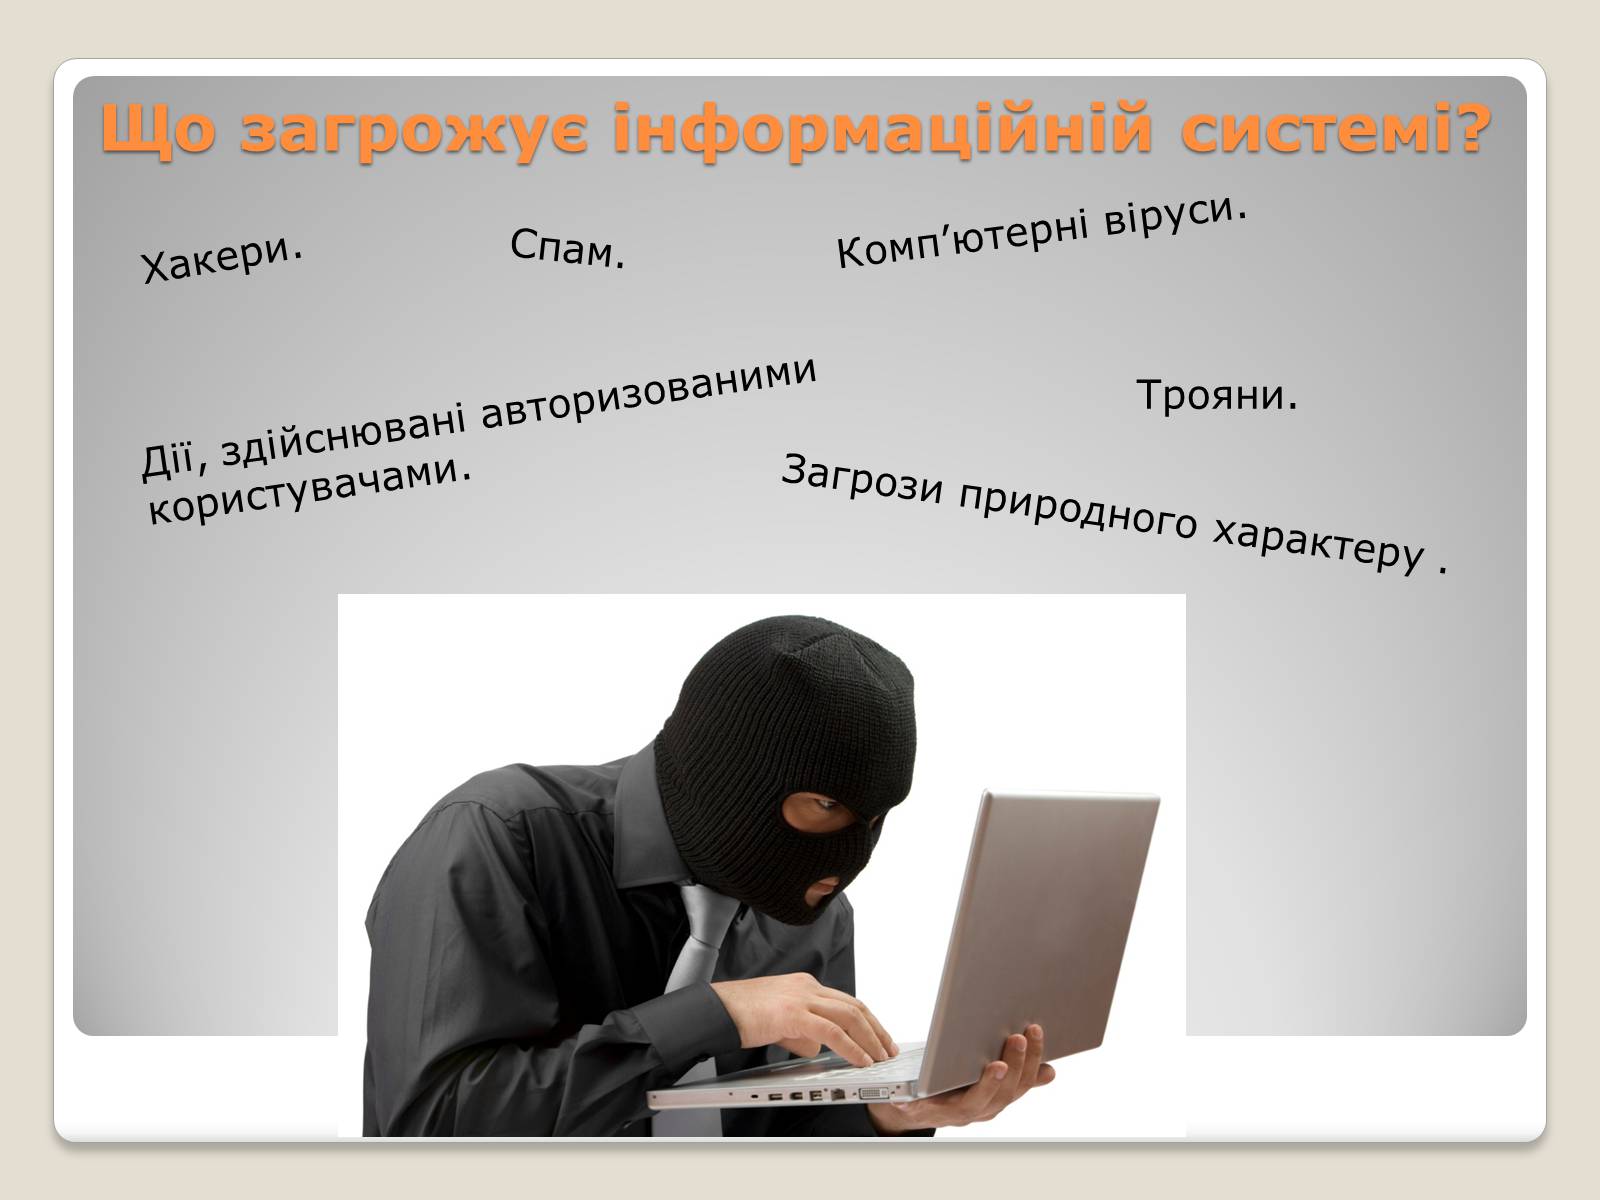 Що загрожує інформаційній системі?
Хакери.
Спам.
Комп’ютерні віруси.
Дії, здійснювані авторизованими
користувачами.
Трояни.
Загрози природного характеру .